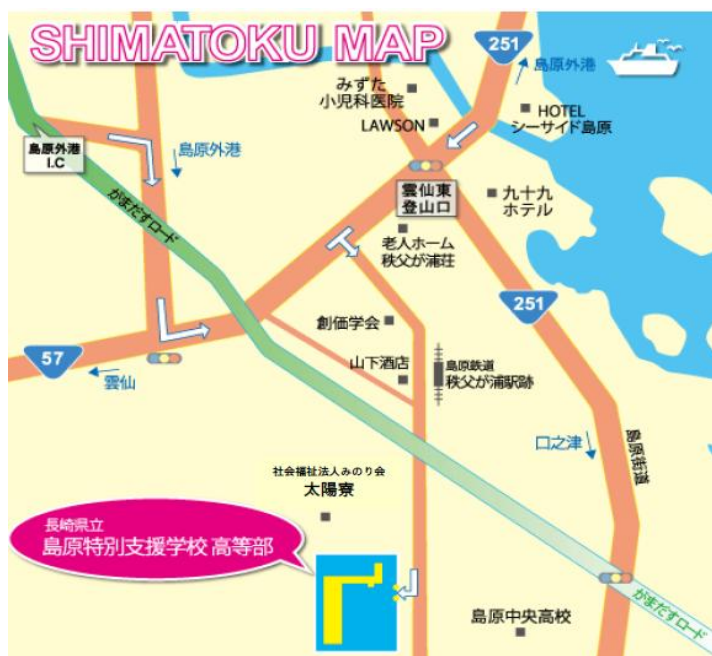 SHIMATOKU MAP
251
島原外港
みずた
小児科医院
LAWSON
HOTEL
シーサイド島原
島原外港
I.C
島原外港
がまだすロード
雲仙東
登山口
九十九
ホテル
老人ホーム
秩父が浦荘
251
創価学会
57
雲仙
山下酒店
島原鉄道
秩父が浦駅跡
口之津
島原街道
社会福祉法人みのり会
太陽寮
長崎県立
島原特別支援学校 高等部
島原中央高校
がまだすロード